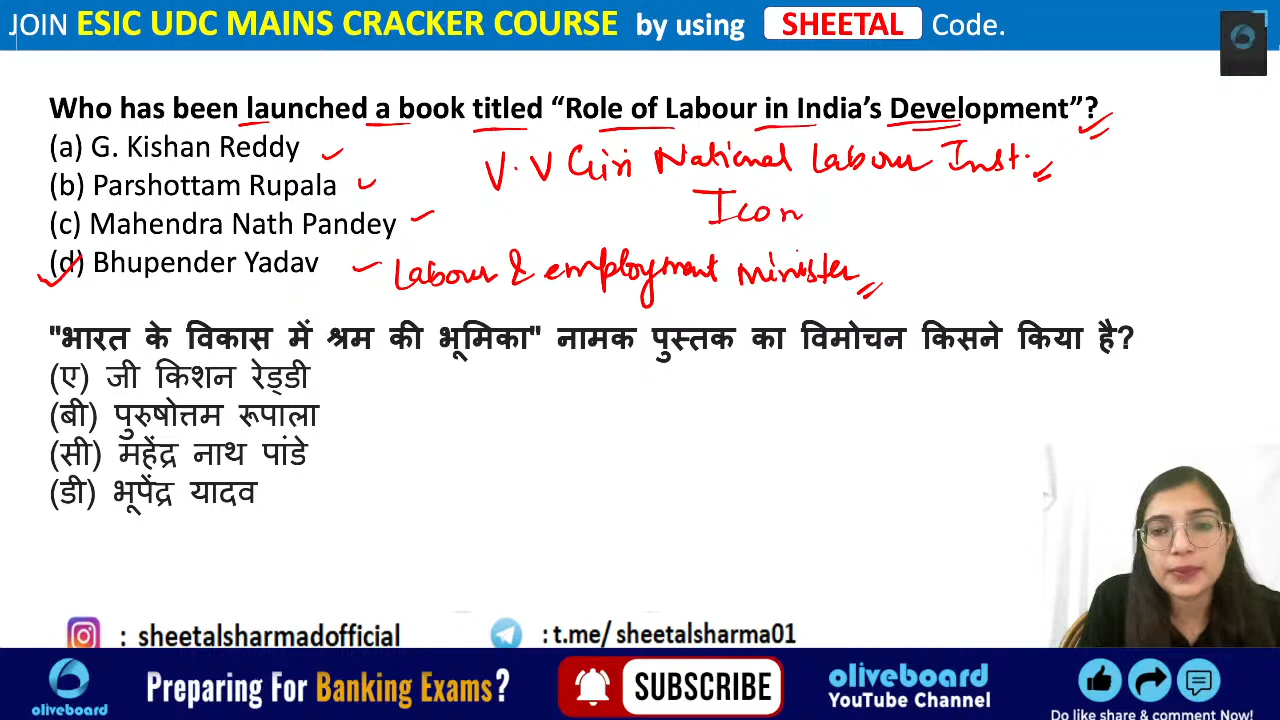 JOIN ESIC UDC MAINS CRACKER COURSE by using SHEETAL Code.
Who has been launched a book titled “Role of Labour in India’s Development”?
(a) G. Kishan Reddy
(b) Parshottam Rupala
(c) Mahendra Nath Pandey
(d) Bhupender Yadav
V.V Giri National Labour Inst.
Icon
Labour & employment minister
"भारत के विकास में श्रम की भूमिका" नामक पुस्तक का विमोचन किसने किया है?
(ए) जी किशन रेड्डी
(बी) पुरुषोत्तम रूपाला
(सी) महेंद्र नाथ पांडे
(डी) भूपेंद्र यादव
: sheetalsharmadofficial
: t.me/ sheetalsharma01
oliveboard
Preparing For Banking Exams?
SUBSCRIBE
oliveboard
YouTube Channel
Do like share & comment Now!